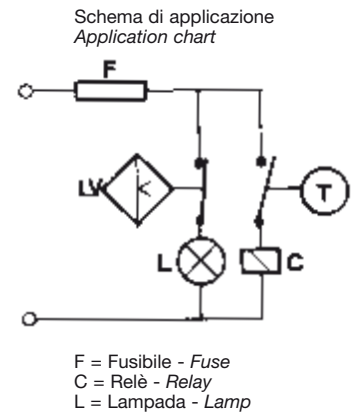 Schema di applicazione
Application chart
F
LV
T
L
C
F = Fusibile - Fuse
C = Relè - Relay
L = Lampada - Lamp